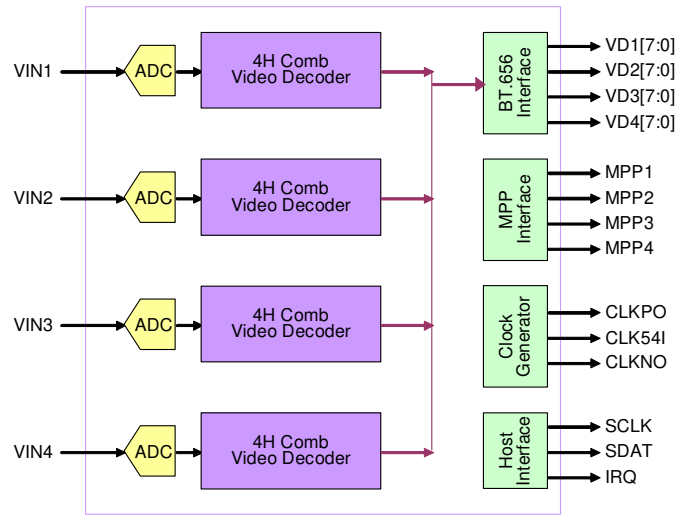 VIN1
ADC
4H Comb
Video Decoder
BT.656
Interface
VD1[7:0]
VD2[7:0]
VD3[7:0]
VD4[7:0]
VIN2
ADC
4H Comb
Video Decoder
MPP
Interface
MPP1
MPP2
MPP3
MPP4
VIN3
ADC
4H Comb
Video Decoder
Clock
Generator
CLKPO
CLK54I
CLKNO
VIN4
ADC
4H Comb
Video Decoder
Host
Interface
SCLK
SDAT
IRQ